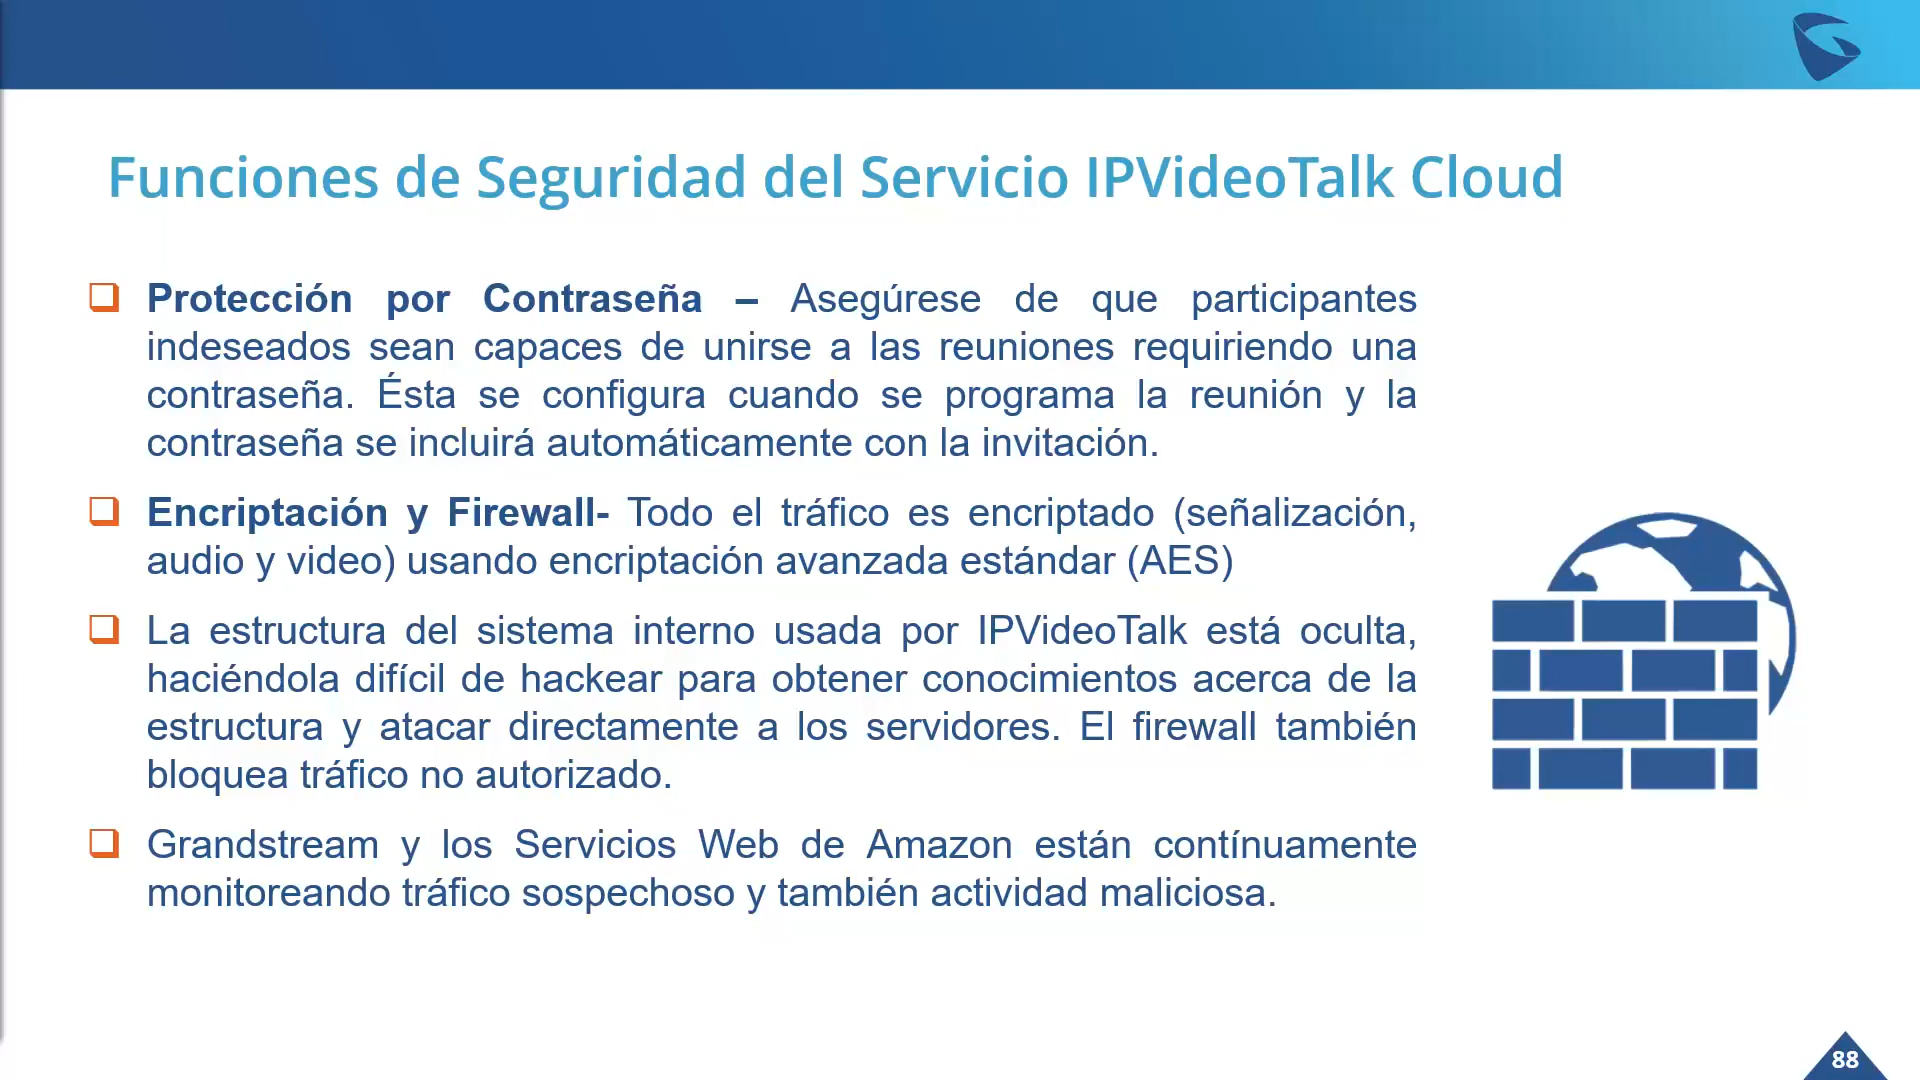 Funciones de Seguridad del Servicio IPVideoTalk Cloud
❑ Protección por Contraseña – Asegúrese de que participantes
indeseados sean capaces de unirse a las reuniones requiriendo una
contraseña. Ésta se configura cuando se programa la reunión y la
contraseña se incluirá automáticamente con la invitación.
❑ Encriptación y Firewall- Todo el tráfico es encriptado (señalización,
audio y video) usando encriptación avanzada estándar (AES)
❑ La estructura del sistema interno usada por IPVideoTalk está oculta,
haciéndola difícil de hackear para obtener conocimientos acerca de la
estructura y atacar directamente a los servidores. El firewall también
bloquea tráfico no autorizado.
❑ Grandstream y los Servicios Web de Amazon están contínuamente
monitoreando tráfico sospechoso y también actividad maliciosa.
88